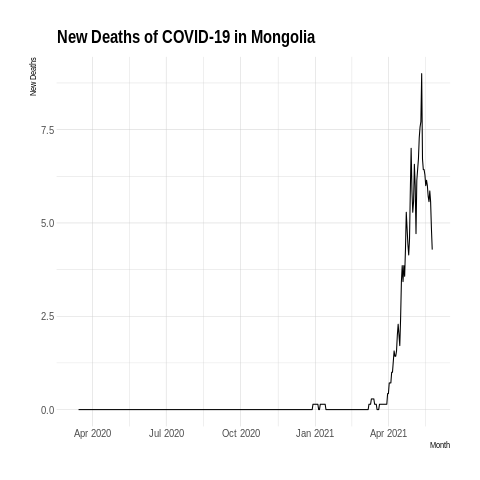 New Deaths of COVID-19 in Mongolia
New Deaths
7.5
5.0
2.5
0.0
Apr 2020 Jul 2020 Oct 2020 Jan 2021 Apr 2021
Month